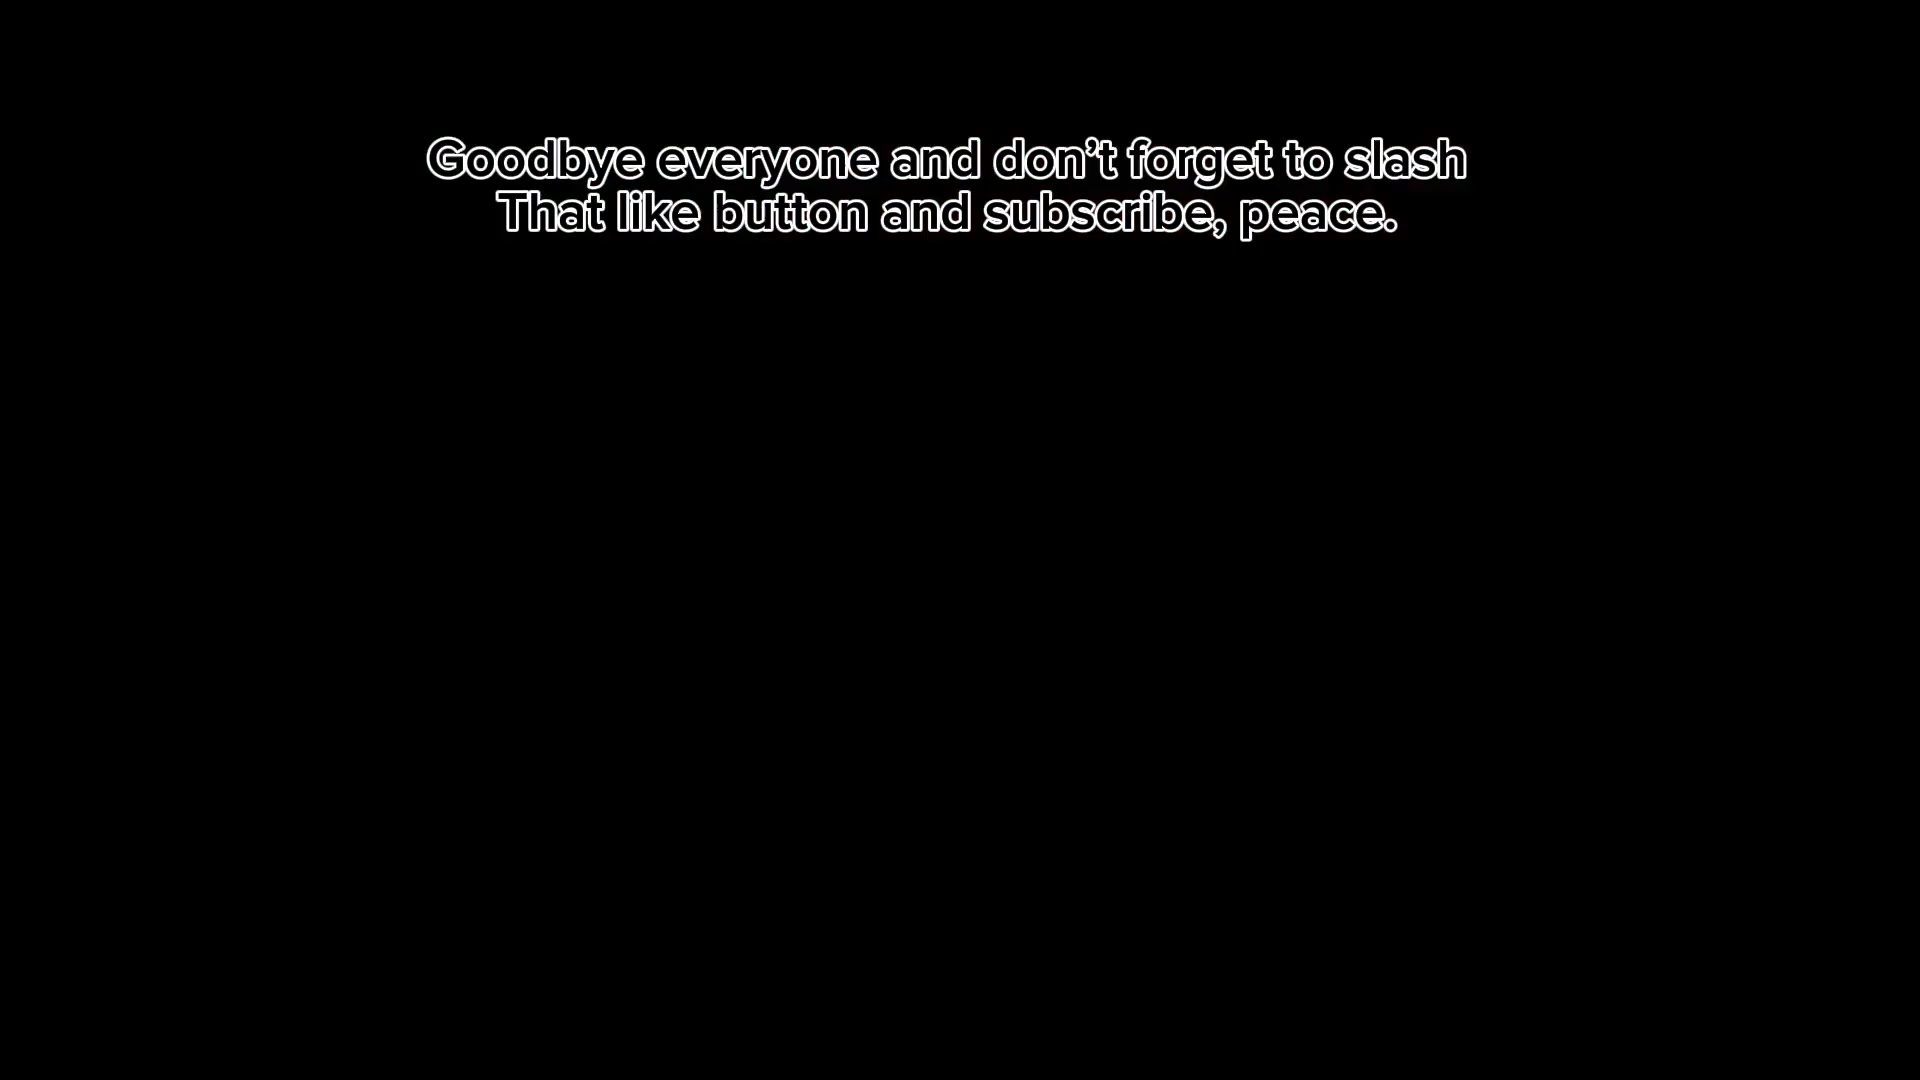 Goodbye everyone and don’t forget to slash
That like button and subscribe, peace.